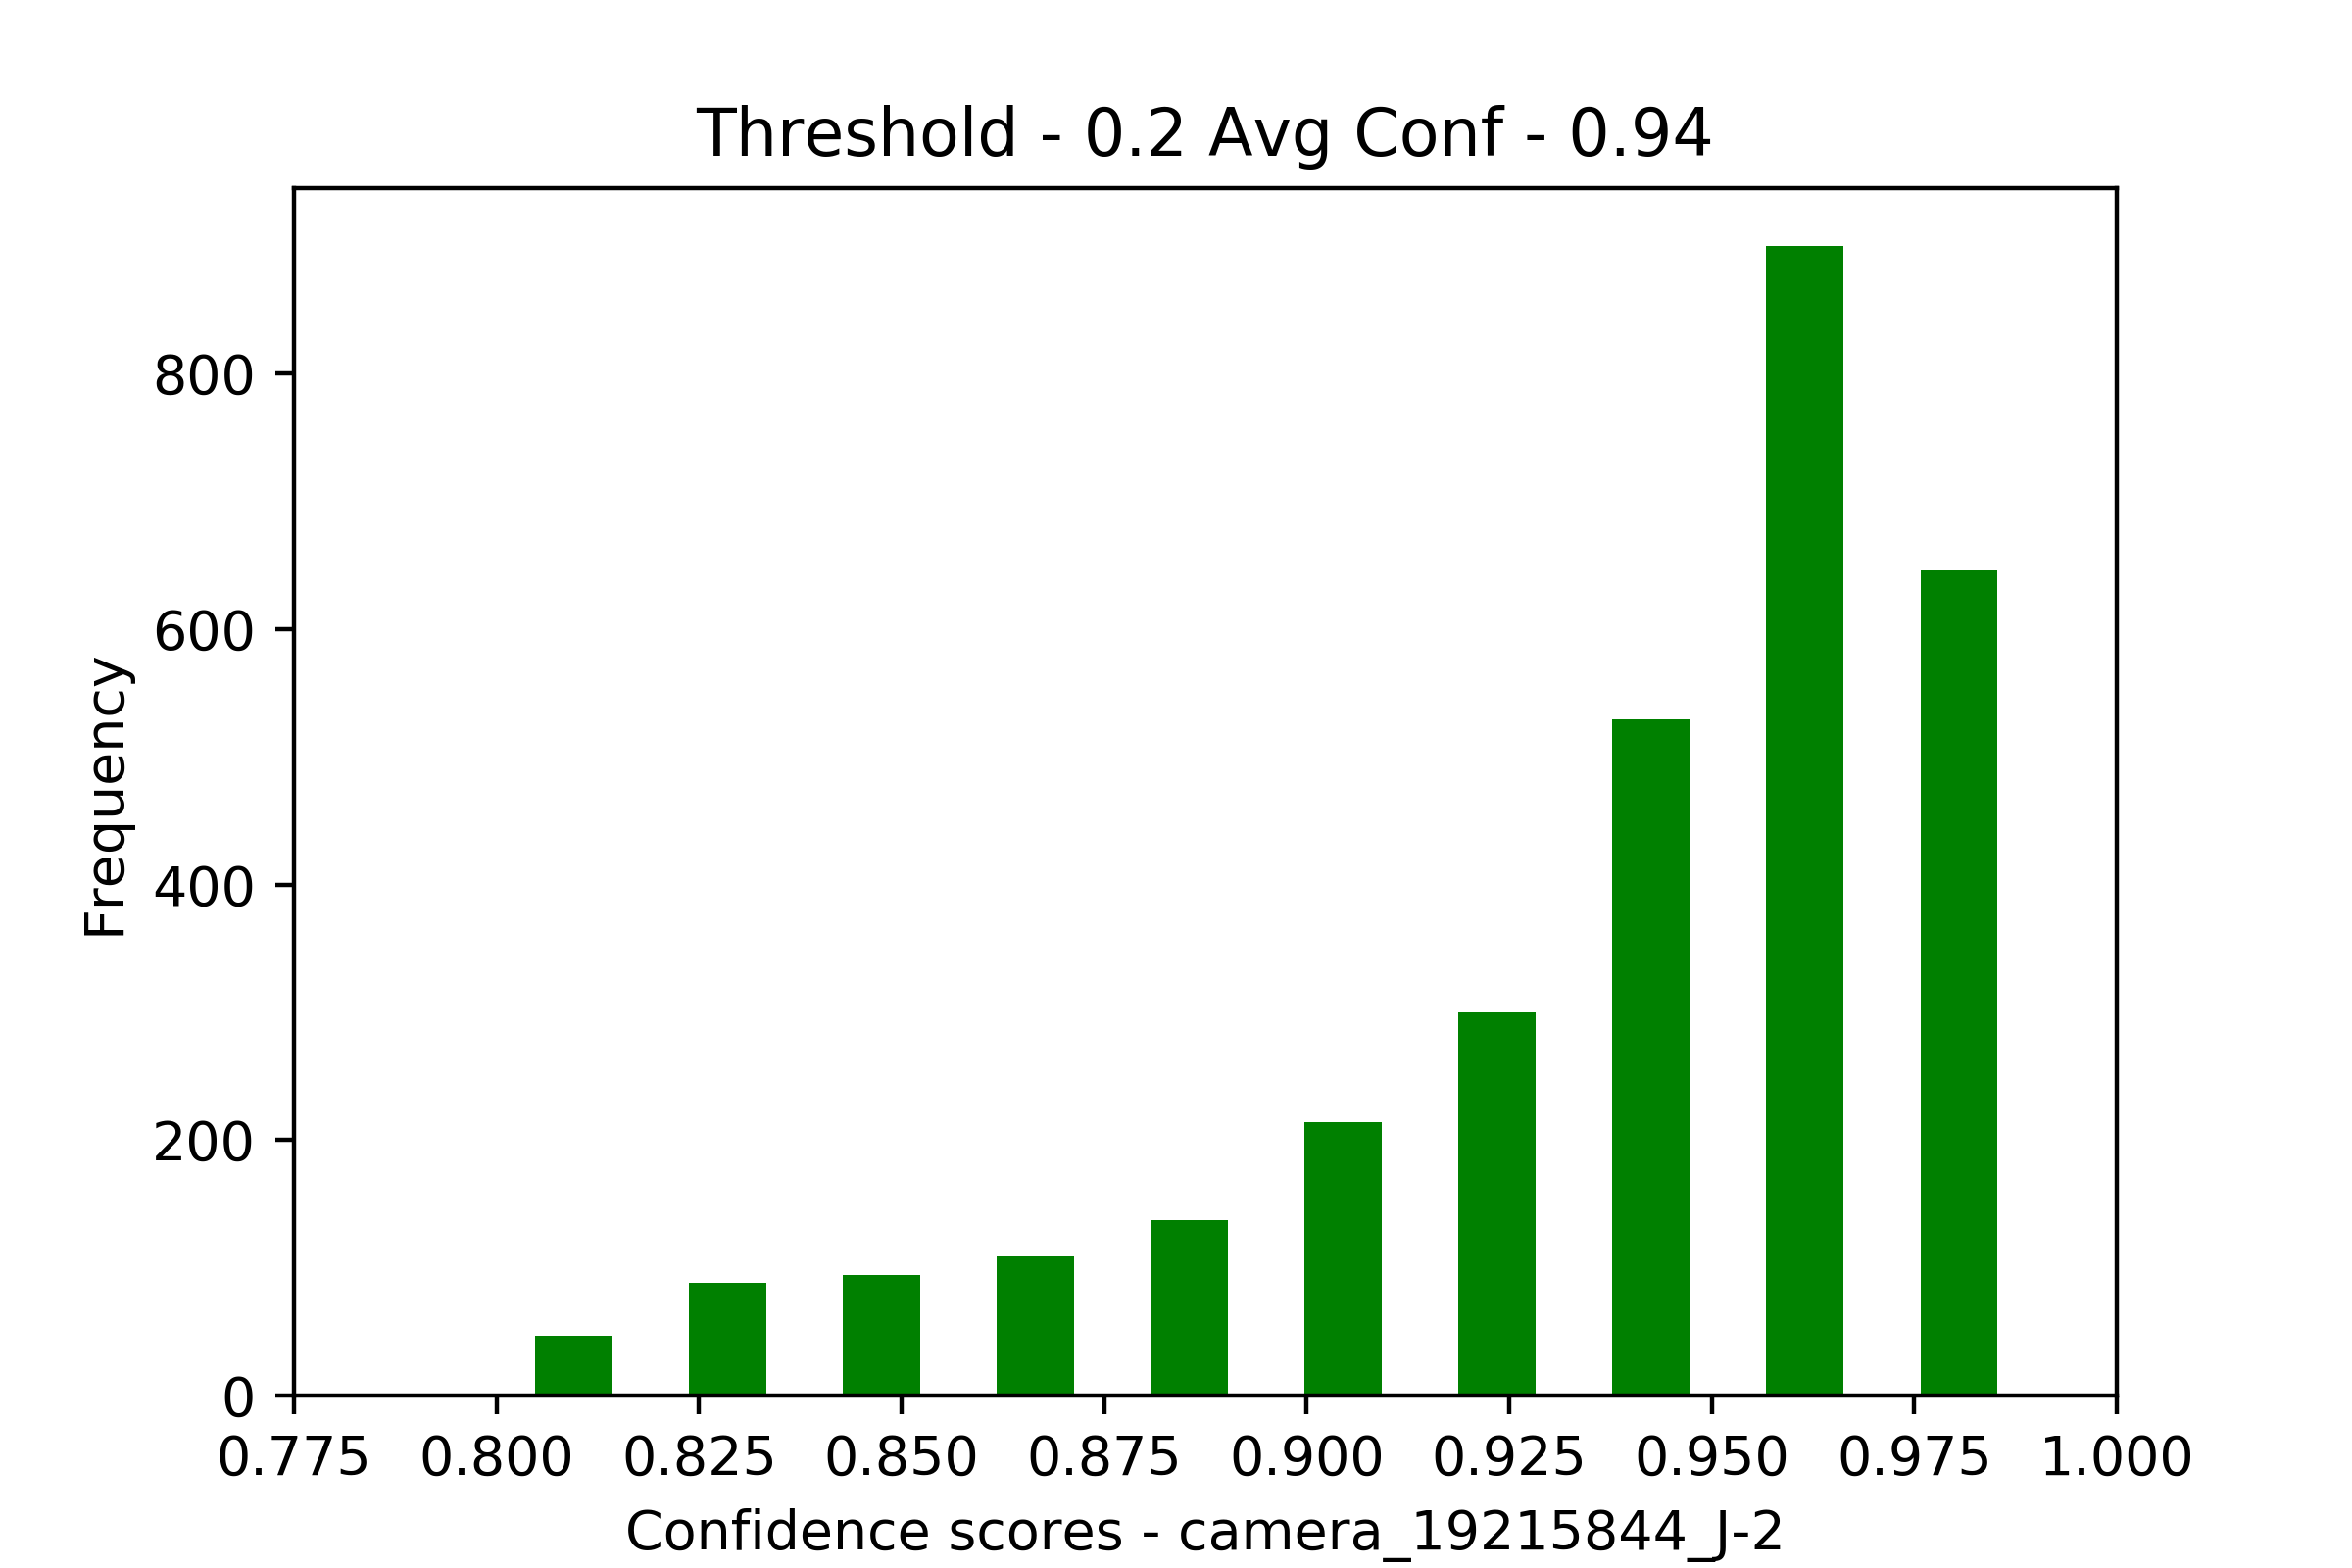 Threshold - 0.2 Avg Conf - 0.94
800
600
400
200
0
Frequency
0.775 0.800 0.825 0.850 0.875 0.900 0.925 0.950 0.975 1.000
Confidence scores - camera_19215844_J-2